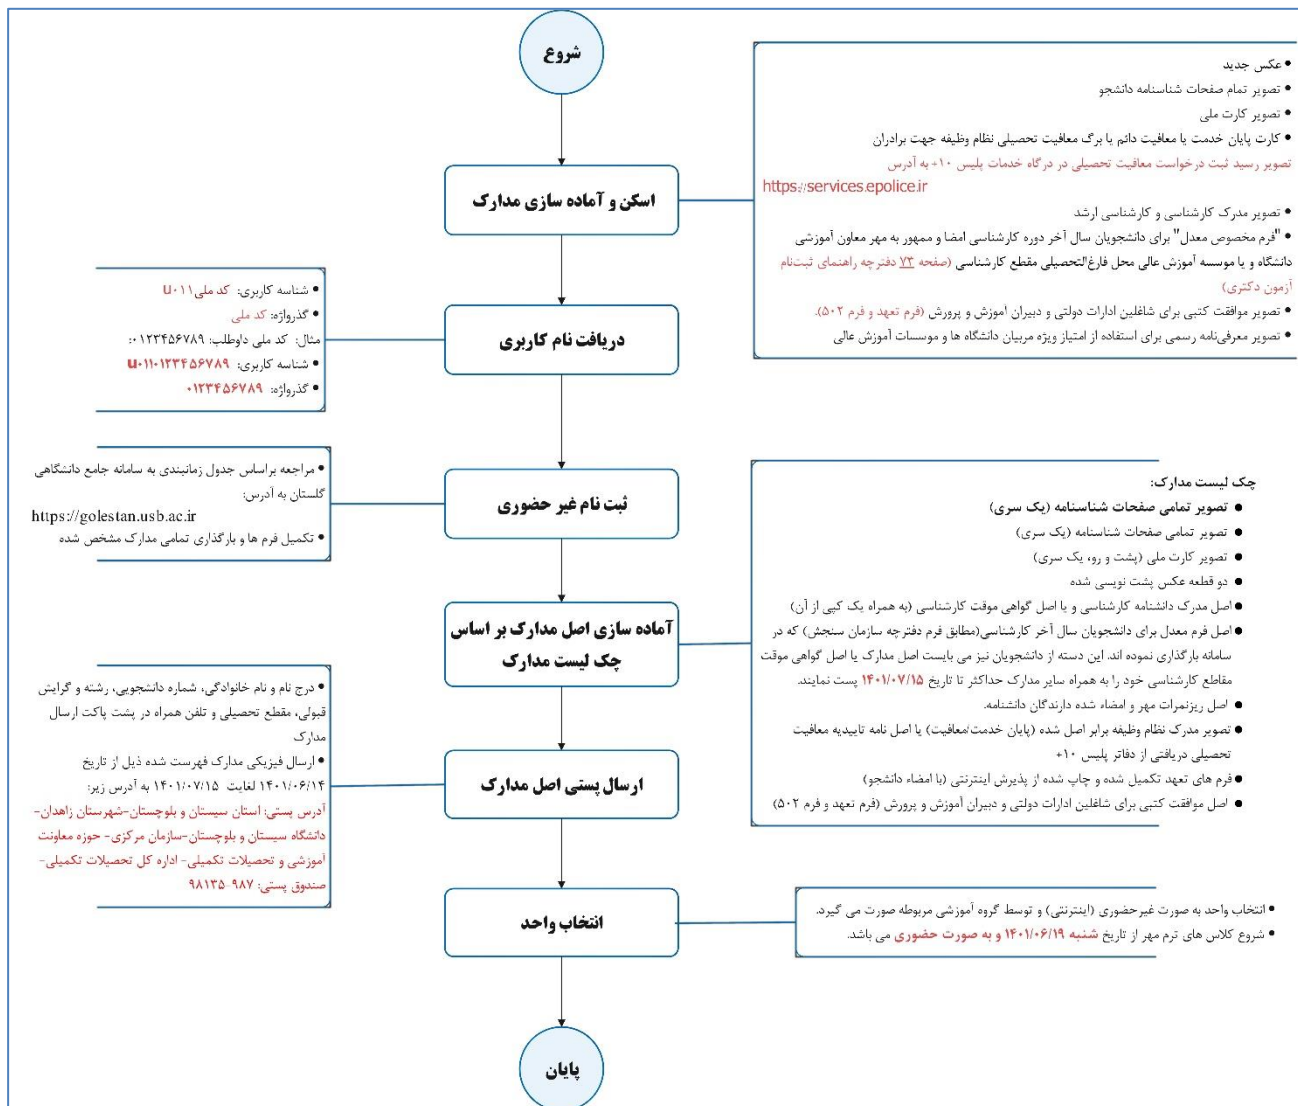 شروع
اسکن و آماده سازی مدارک
• عکس جدید
• تصویر تمام صفحات شناسنامه دانشجو
• تصویر کارت ملی
• کارت پایان خدمت یا معافیت دائم یا برگ معافیت تحصیلی نظام وظیفه جهت برادران
تصویر رسید ثبت درخواست معافیت تحصیلی در درگاه خدمات پلیس ۱۰+ به آدرس
https://services.epolice.ir
• تصویر مدرک کارشناسی و کارشناسی ارشد
• "فرم مخصوص معدل" برای دانشجویان سال آخر دوره کارشناسی امضا و ممهور به مهر معاون آموزشی
دانشگاه و یا موسسه آموزش عالی محل فارغ‌التحصیلی مقطع کارشناسی (صفحه ۷۳ دفترچه راهنمای ثبت‌نام
آزمون دکتری)
• تصویر موافقت کتبی برای شاغلین ادارات دولتی و دبیران آموزش و پرورش (فرم تعهد و فرم ۵۰۲).
• تصویر معرفی‌نامه رسمی برای استفاده از امتیاز ویژه مربیان دانشگاه ها و موسسات آموزش عالی
دریافت نام کاربری
• شناسه کاربری: کد ملیu۰۱۱
• گذرواژه: کد ملی
مثال: کد ملی داوطلب: ۰۱۲۳۴۵۶۷۸۹:
• شناسه کاربری: u۰۱۱۰۱۲۳۴۵۶۷۸۹
• گذرواژه: ۰۱۲۳۴۵۶۷۸۹
ثبت نام غیر حضوری
• مراجعه براساس جدول زمانبندی به سامانه جامع دانشگاهی
گلستان به آدرس:
https://golestan.usb.ac.ir
• تکمیل فرم ها و بارگذاری تمامی مدارک مشخص شده
آماده سازی اصل مدارک بر اساس
چک لیست مدارک
چک لیست مدارک:
• تصویر تمامی صفحات شناسنامه (یک سری)
• تصویر تمامی صفحات شناسنامه (یک سری)
• تصویر کارت ملی (پشت و رو، یک سری)
• دو قطعه عکس پشت نویسی شده
• اصل مدرک دانشنامه کارشناسی و یا اصل گواهی موقت کارشناسی (به همراه یک کپی از آن)
• اصل فرم معدل برای دانشجویان سال آخر کارشناسی(مطابق فرم دفترچه سازمان سنجش) که در
سامانه بارگذاری نموده اند. این دسته از دانشجویان نیز می بایست اصل مدارک یا اصل گواهی موقت
مقاطع کارشناسی خود را به همراه سایر مدارک حداکثر تا تاریخ ۱۴۰۱/۰۷/۱۵ پست نمایند.
• اصل ریزنمرات مهر و امضاء شده دارندگان دانشنامه.
• تصویر مدرک نظام وظیفه برابر اصل شده (پایان خدمت/معافیت) یا اصل نامه تاییدیه معافیت
تحصیلی دریافتی از دفاتر پلیس ۱۰+
• فرم های تعهد تکمیل شده و چاپ شده از پذیرش اینترنتی (با امضاء دانشجو)
• اصل موافقت کتبی برای شاغلین ادارات دولتی و دبیران آموزش و پرورش (فرم تعهد و فرم ۵۰۲)
ارسال پستی اصل مدارک
• درج نام و نام خانوادگی، شماره دانشجویی، رشته و گرایش
قبولی، مقطع تحصیلی و تلفن همراه در پشت پاکت ارسال
مدارک
• ارسال فیزیکی مدارک فهرست شده ذیل از تاریخ
۱۴۰۱/۰۶/۱۴ لغایت ۱۴۰۱/۰۷/۱۵ به آدرس زیر:
آدرس پستی: استان سیستان و بلوچستان-شهرستان زاهدان-
دانشگاه سیستان و بلوچستان-سازمان مرکزی- حوزه معاونت
آموزشی و تحصیلات تکمیلی- اداره کل تحصیلات تکمیلی-
صندوق پستی: ۹۸۷-۹۸۱۳۵
انتخاب واحد
• انتخاب واحد به صورت غیرحضوری (اینترنتی) و توسط گروه آموزشی مربوطه صورت می گیرد.
• شروع کلاس های ترم مهر از تاریخ شنبه ۱۴۰۱/۰۶/۱۹ و به صورت حضوری می باشد.
پایان